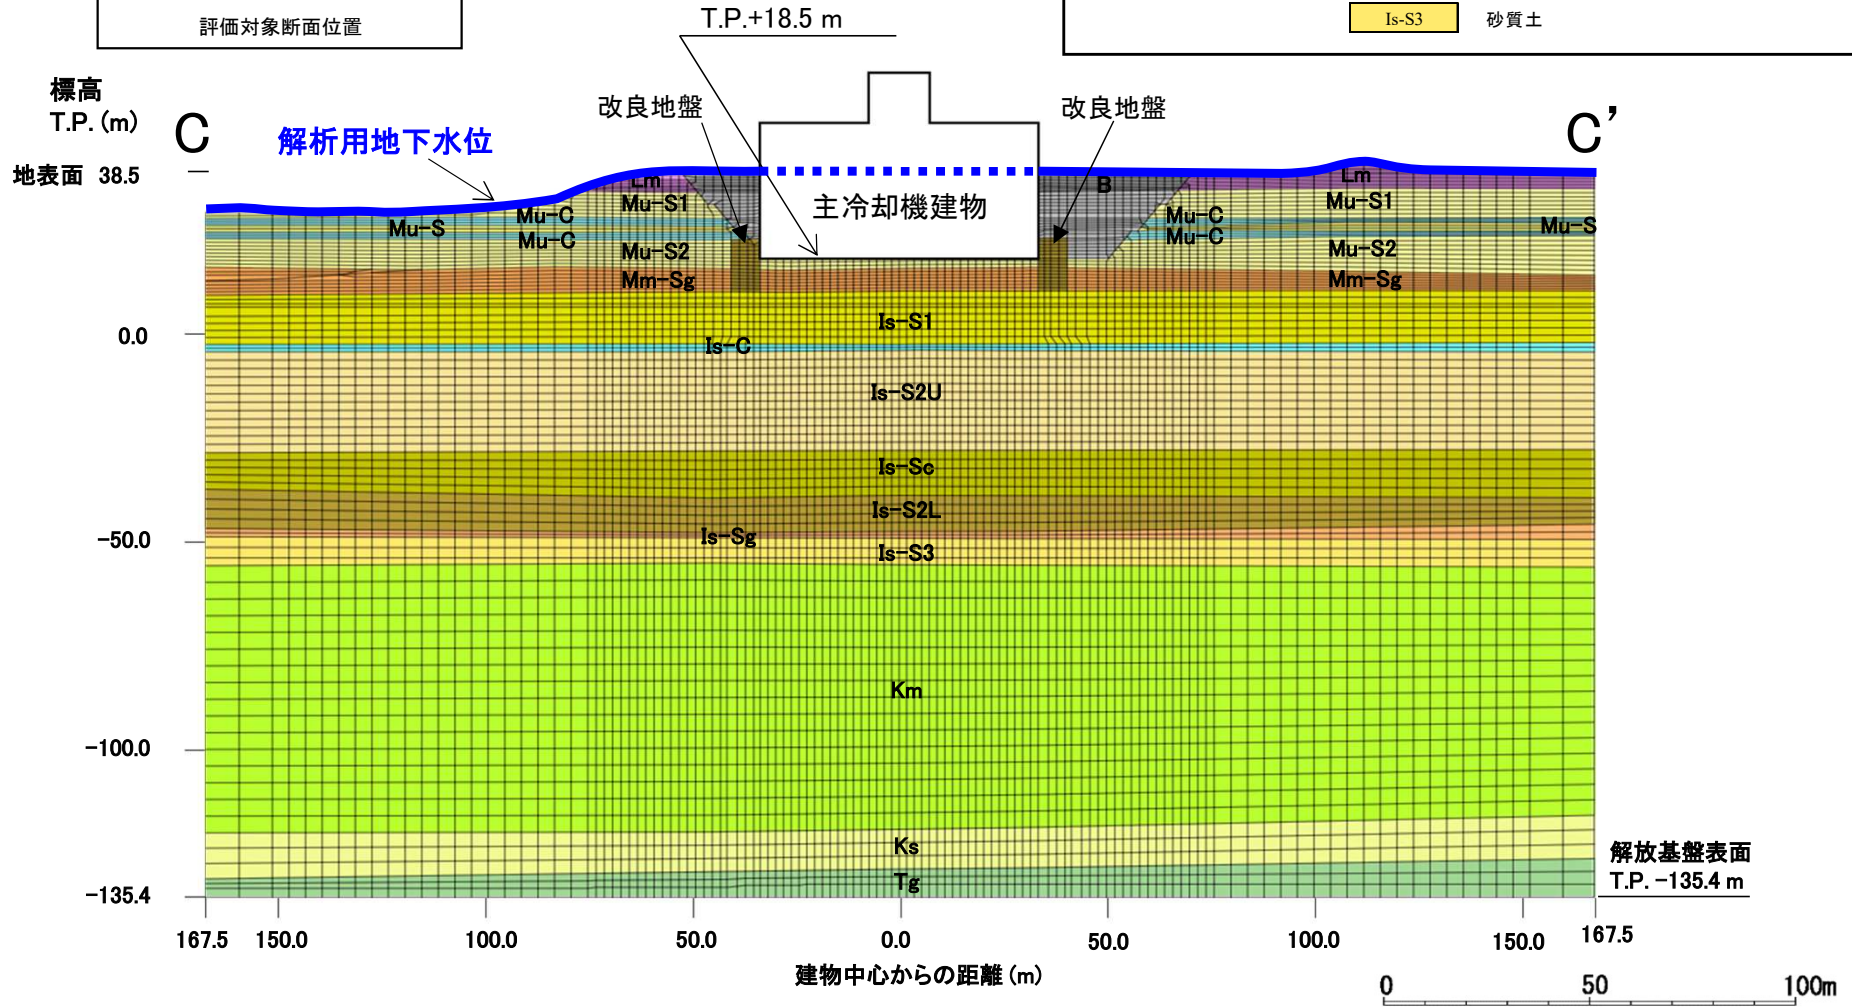 評価対象断面位置
T.P.+18.5 m
Is-S3 砂質土
標高
T.P.(m)
C
C’
改良地盤
改良地盤
解析用地下水位
地表面 38.5
Lm
B
Lm
Mu-S1
主冷却機建物
Mu-S1
Mu-C
Mu-C
Mu-S
Mu-S
Mu-C
Mu-C
Mu-S2
Mu-S2
Mm-Sg
Mm-Sg
Is-S1
0.0
Is-C
Is-S2U
Is-Sc
Is-S2L
-50.0
Is-Sg
Is-S3
Km
-100.0
Ks
解放基盤表面
T.P. -135.4 m
Tg
-135.4
167.5 150.0 100.0 50.0 0.0 50.0 100.0 150.0 167.5
建物中心からの距離(m)
0 50 100m